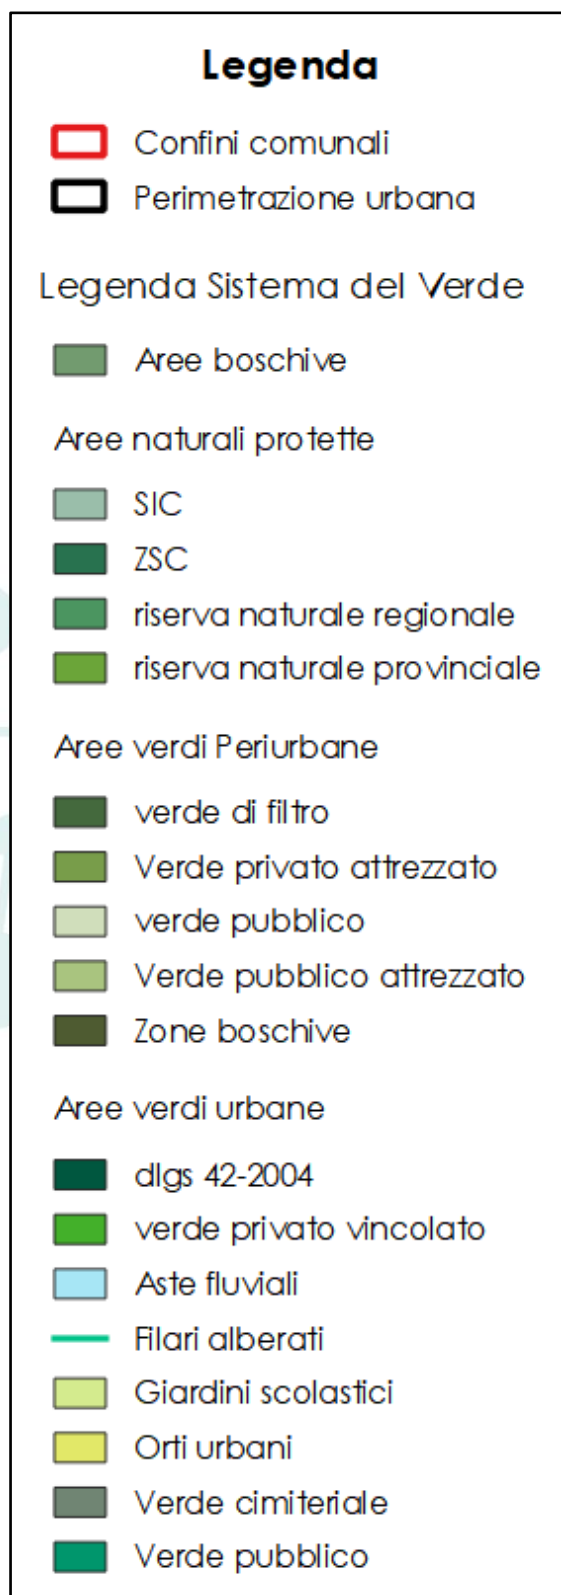 Legenda
Confini comunali
Perimetrazione urbana
Legenda Sistema del Verde
Aree boschive
Aree naturali protette
SIC
ZSC
riserva naturale regionale
riserva naturale provinciale
Aree verdi Periurbane
verde di filtro
Verde privato attrezzato
verde pubblico
Verde pubblico attrezzato
Zone boschive
Aree verdi urbane
dlgs 42-2004
verde privato vincolato
Aste fluviali
Filari alberati
Giardini scolastici
Orti urbani
Verde cimiteriale
Verde pubblico